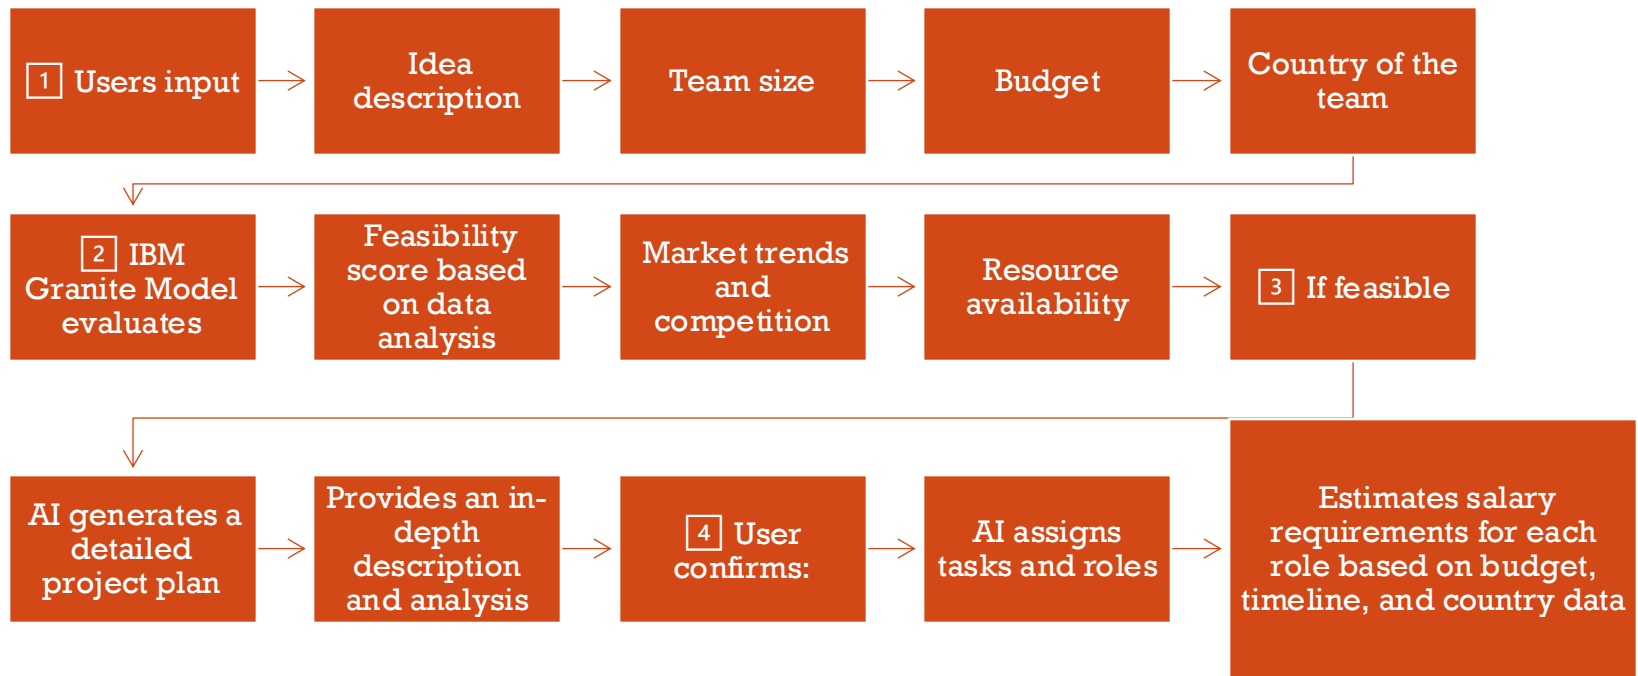 1 Users input
Idea
description
Team size
Budget
Country of the
team
2 IBM
Granite Model
evaluates
Feasibility
score based
on data
analysis
Market trends
and
competition
Resource
availability
3 If feasible
AI generates a
detailed
project plan
Provides an in-
depth
description
and analysis
4 User
confirms:
AI assigns
tasks and roles
Estimates salary
requirements for each
role based on budget,
timeline, and country data